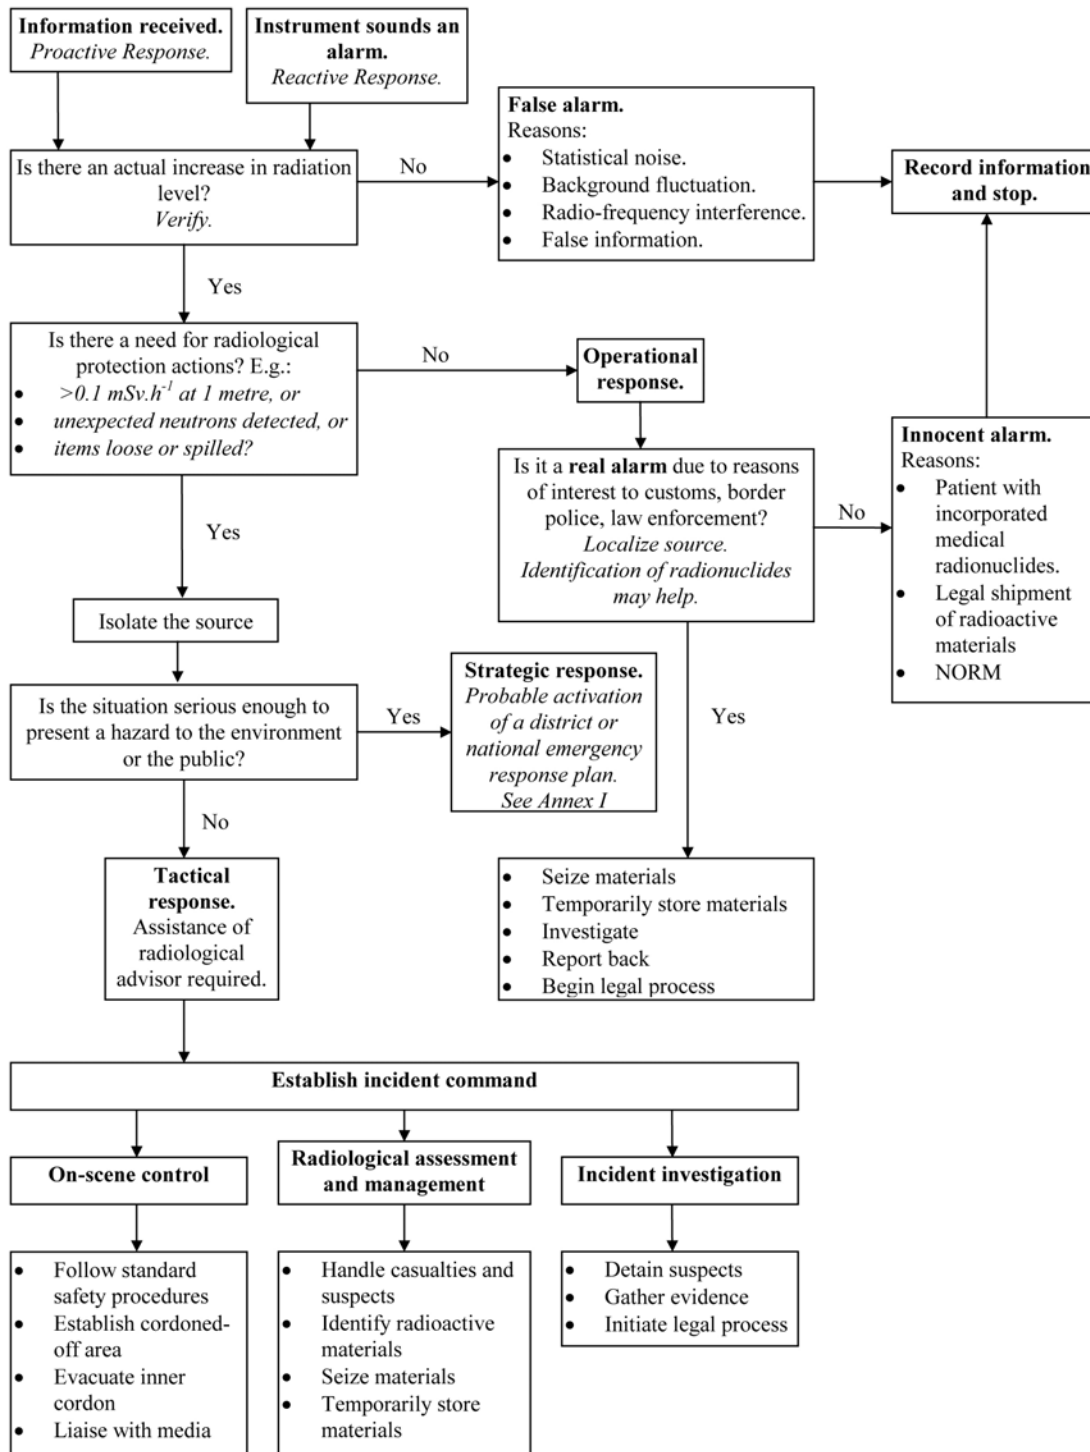 Information received.
Proactive Response.
Instrument sounds an
alarm.
Reactive Response.
False alarm.
Reasons:
• Statistical noise.
• Background fluctuation.
• Radio-frequency interference.
• False information.
Is there an actual increase in radiation
level?
Verify.
No
Record information
and stop.
Yes
Is there a need for radiological
protection actions? E.g.:
• >0.1 mSv.h⁻¹ at 1 metre, or
• unexpected neutrons detected, or
• items loose or spilled?
No
Operational
response.
Innocent alarm.
Reasons:
• Patient with
incorporated
medical
radionuclides.
• Legal shipment
of radioactive
materials
• NORM
Is it a real alarm due to reasons
of interest to customs, border
police, law enforcement?
Localize source.
Identification of radionuclides
may help.
No
Yes
Isolate the source
Strategic response.
Probable activation
of a district or
national emergency
response plan.
See Annex I
Is the situation serious enough to
present a hazard to the environment
or the public?
Yes
Yes
No
Tactical
response.
Assistance of
radiological
advisor required.
• Seize materials
• Temporarily store materials
• Investigate
• Report back
• Begin legal process
Establish incident command
On-scene control
Radiological assessment
and management
Incident investigation
• Follow standard
safety procedures
• Establish cordoned-
off area
• Evacuate inner
cordon
• Liaise with media
• Handle casualties and
suspects
• Identify radioactive
materials
• Seize materials
• Temporarily store
materials
• Detain suspects
• Gather evidence
• Initiate legal process